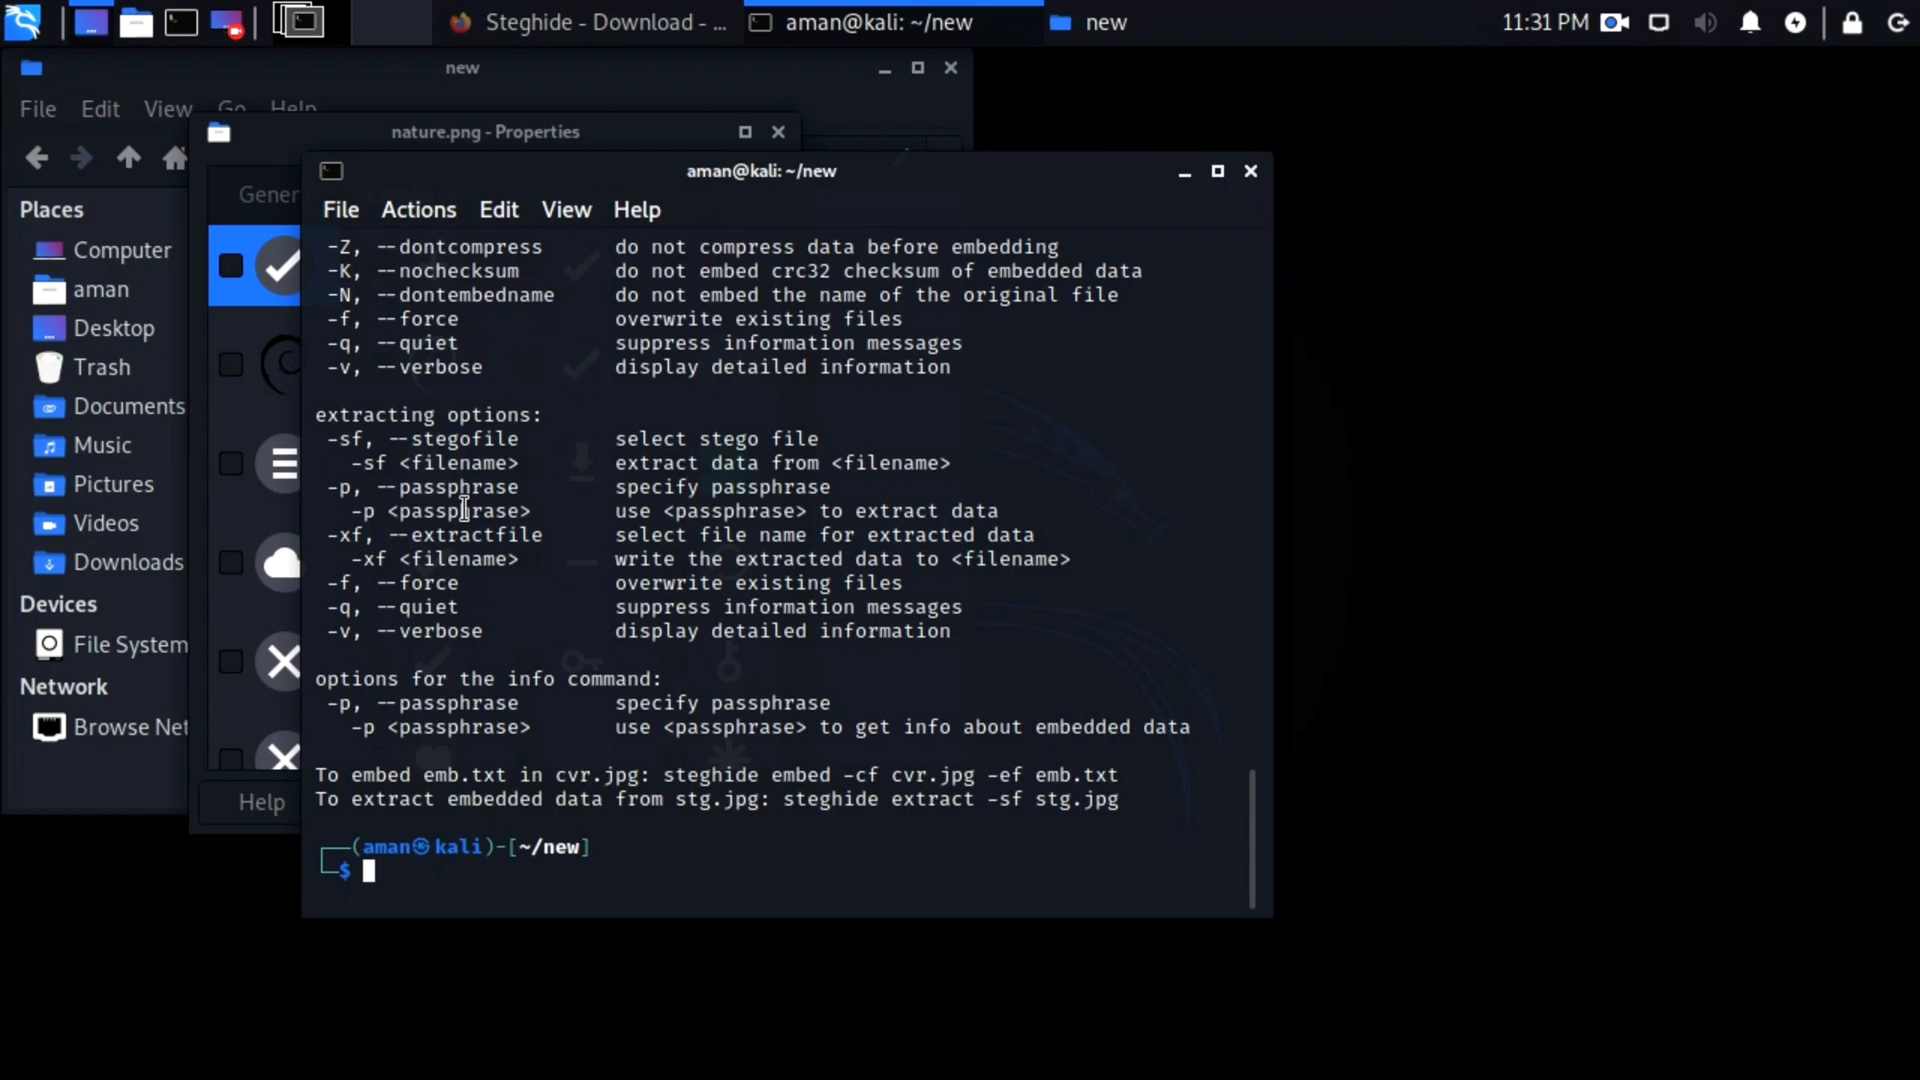 Steghide - Download - ...
aman@kali: ~/new
new
11:31 PM
new
File Edit View Go Help
nature.png - Properties
aman@kali: ~/new
Gener
File Actions Edit View Help
Places
Computer
aman
Desktop
Trash
Documents
Music
Pictures
Videos
Downloads
Devices
File System
Network
Browse Net
Help
-Z, --dontcompress do not compress data before embedding
-K, --nochecksum do not embed crc32 checksum of embedded data
-N, --dontembedname do not embed the name of the original file
-f, --force overwrite existing files
-q, --quiet suppress information messages
-v, --verbose display detailed information
extracting options:
-sf, --stegofile select stego file
-sf <filename> extract data from <filename>
-p, --passphrase specify passphrase
-p <passphrase> use <passphrase> to extract data
-xf, --extractfile select file name for extracted data
-xf <filename> write the extracted data to <filename>
-f, --force overwrite existing files
-q, --quiet suppress information messages
-v, --verbose display detailed information
options for the info command:
-p, --passphrase specify passphrase
-p <passphrase> use <passphrase> to get info about embedded data
To embed emb.txt in cvr.jpg: steghide embed -cf cvr.jpg -ef emb.txt
To extract embedded data from stg.jpg: steghide extract -sf stg.jpg
(aman㉿kali)-[~/new]
$